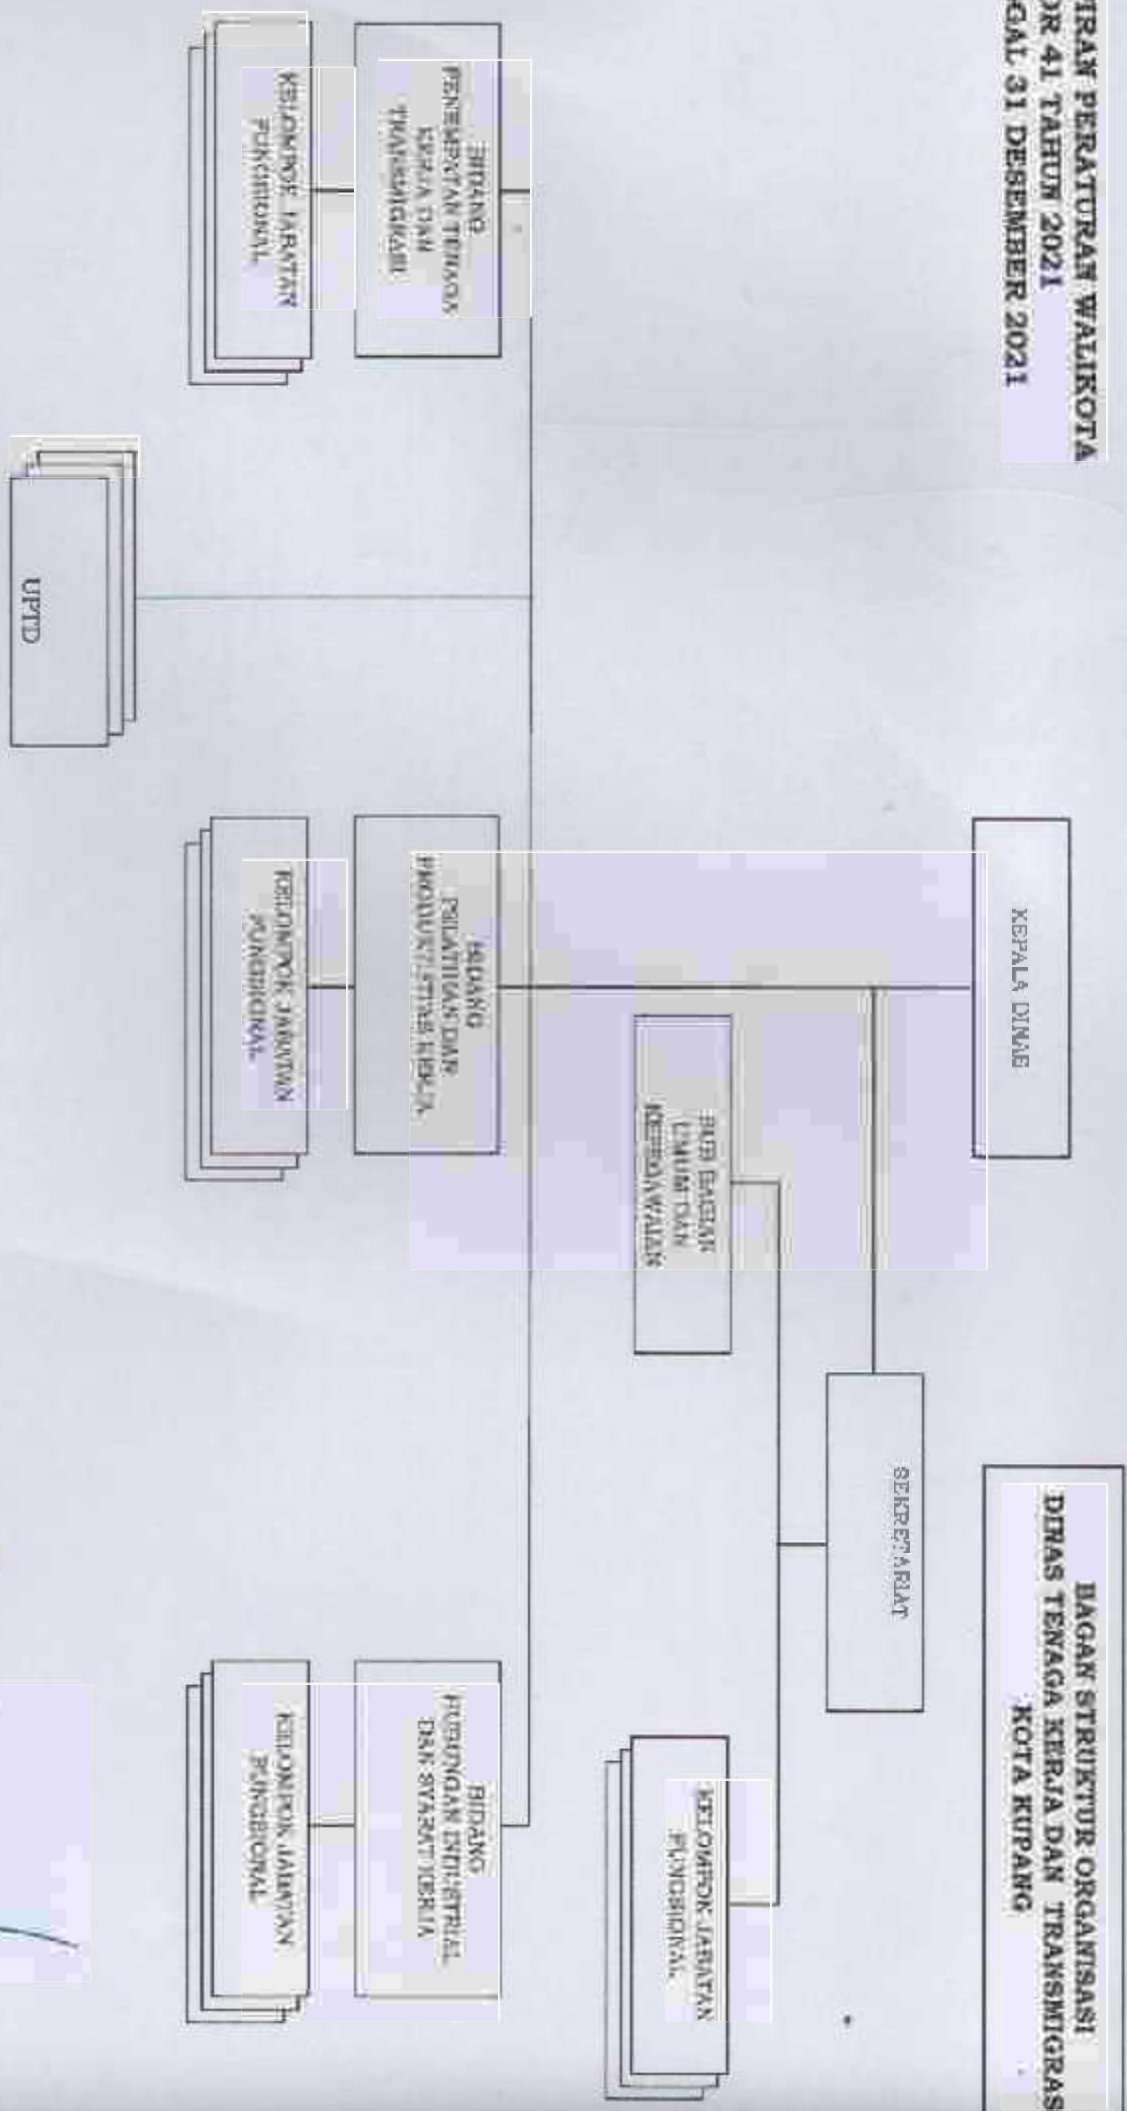 IRAN PERATURAN WALIKOTA
OR 41 TAHUN 2021
GAL 31 DESEMBER 2021
BAGAN STRUKTUR ORGANISASI
DINAS TENAGA KERJA DAN TRANSMIGRAS
KOTA KUPANG
KEPALA DINAS
SEKRETARIAT
SUB BAGIAN
UMUM DAN
KEPEGAWAIAN
KELOMPOK JABATAN
FUNGSIONAL
BIDANG
PENEMPATAN TENAGA
KERJA DAN
TRANSMIGRASI
BIDANG
PELATIHAN DAN
PRODUKTIFITAS KERJA
BIDANG
HUBUNGAN INDUSTRIAL
DAN SYARAT KERJA
KELOMPOK JABATAN
FUNGSIONAL
KELOMPOK JABATAN
FUNGSIONAL
KELOMPOK JABATAN
FUNGSIONAL
UPTD